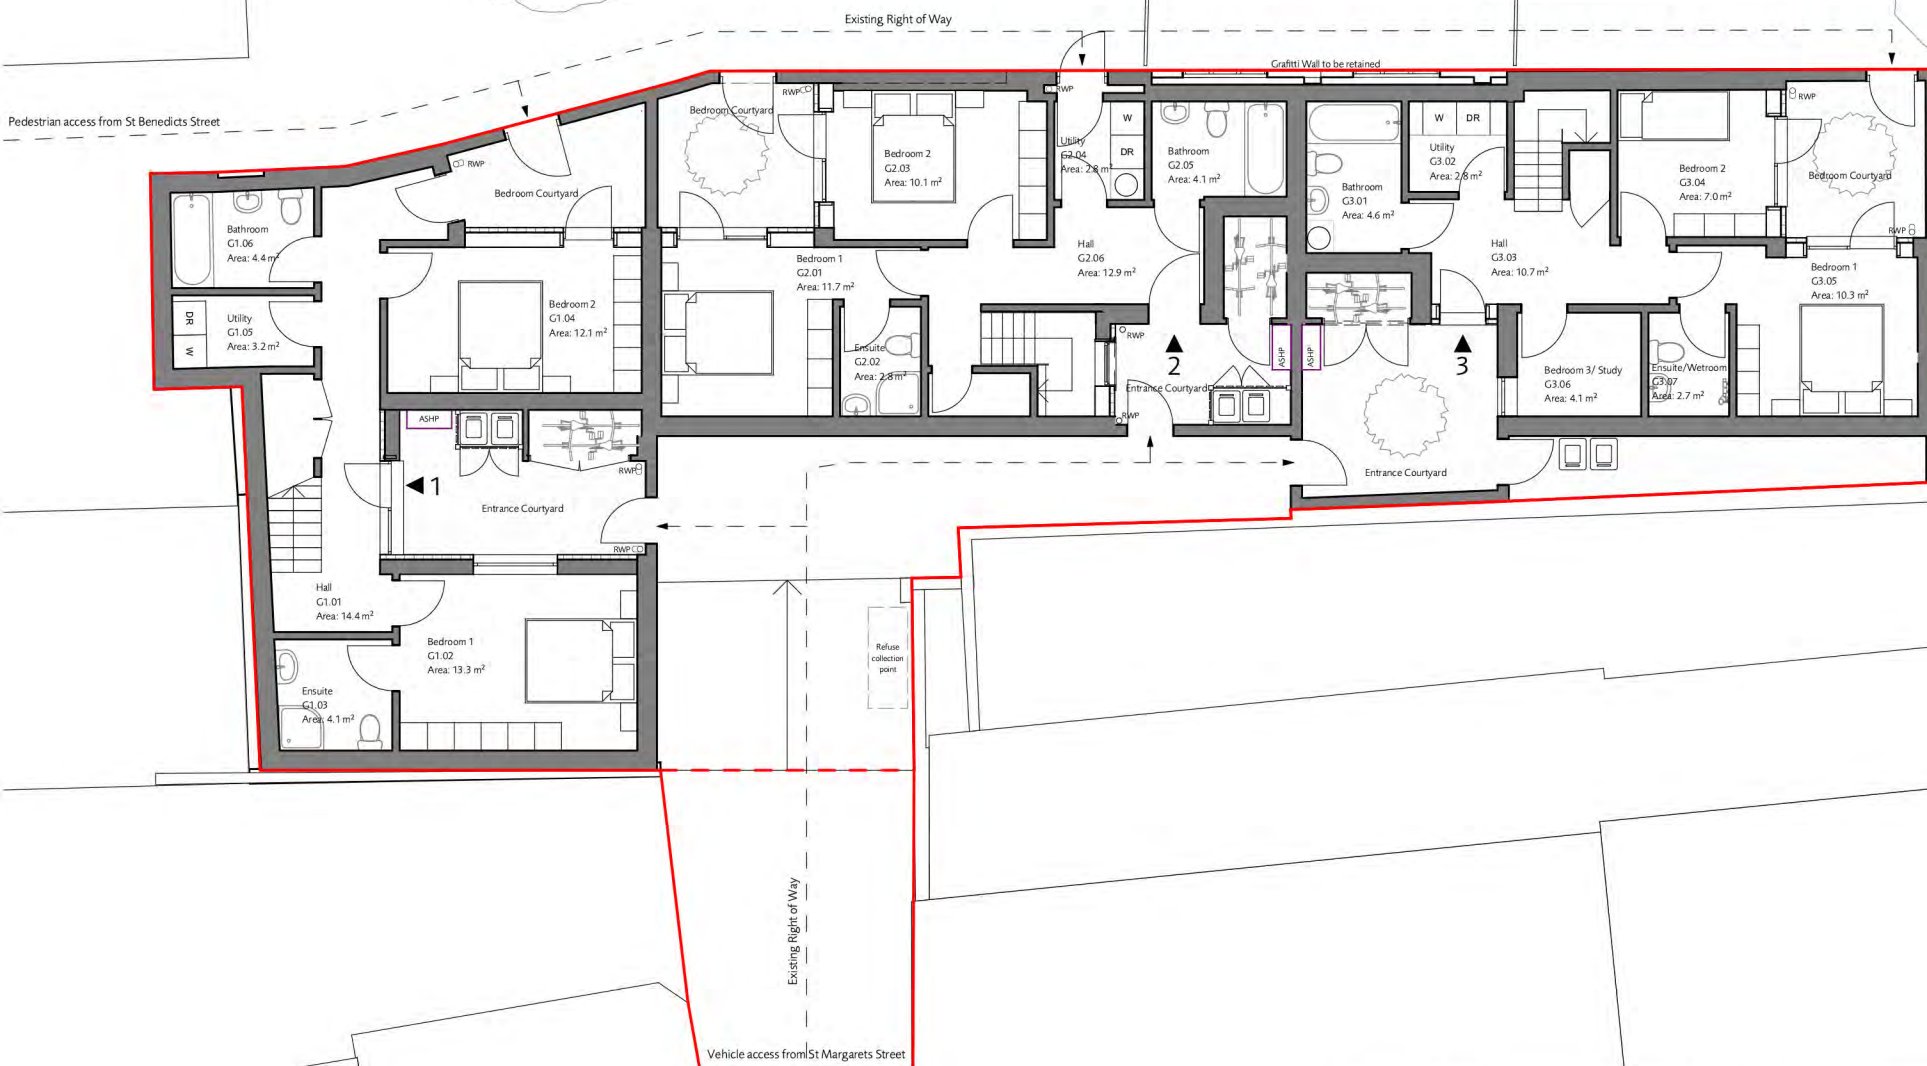 Existing Right of Way
Grafitti Wall to be retained
Pedestrian access from St Benedicts Street
RWP
Bedroom Courtyard
Bathroom
G1.06
Area: 4.4 m²
Utility
G1.05
Area: 3.2 m²
DR
W
Bedroom 2
G1.04
Area: 12.1 m²
ASHP
RWP
1
Entrance Courtyard
RWP
Hall
G1.01
Area: 14.4 m²
Bedroom 1
G1.02
Area: 13.3 m²
Ensuite
G1.03
Area: 4.1 m²
Bedroom Courtyard
RWP
Bedroom 2
G2.03
Area: 10.1 m²
RWP
Utility
G2.04
Area: 2.8 m²
W
DR
Bathroom
G2.05
Area: 4.1 m²
Bedroom 1
G2.01
Area: 11.7 m²
Hall
G2.06
Area: 12.9 m²
Ensuite
G2.02
Area: 2.8 m²
RWP
2
Entrance Courtyard
RWP
ASHP
ASHP
Bathroom
G3.01
Area: 4.6 m²
W
DR
Utility
G3.02
Area: 2.8 m²
Hall
G3.03
Area: 10.7 m²
3
Entrance Courtyard
Bedroom 2
G3.04
Area: 7.0 m²
RWP
Bedroom Courtyard
RWP
Bedroom 1
G3.05
Area: 10.3 m²
Bedroom 3/ Study
G3.06
Area: 4.1 m²
Ensuite/Wetroom
G3.07
Area: 2.7 m²
Refuse
collection
point
Existing Right of Way
Vehicle access from St Margarets Street